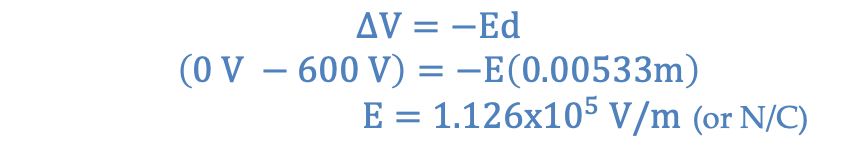 ΔV = −Ed
(0 V − 600 V) = −E(0.00533m)
E = 1.126x10⁵ V/m (or N/C)